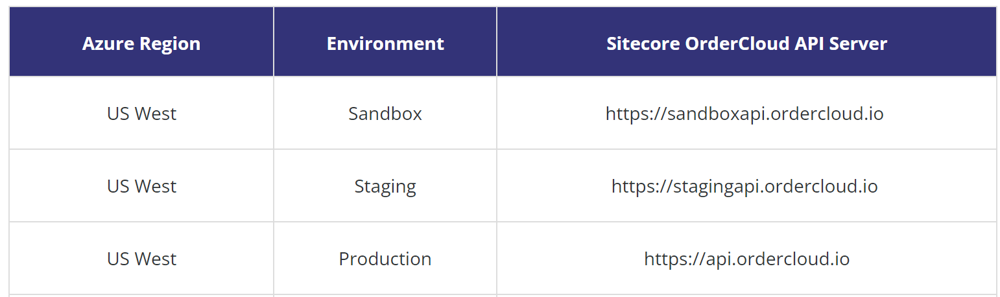 Azure Region Environment Sitecore OrderCloud API Server
US West Sandbox https://sandboxapi.ordercloud.io
US West Staging https://stagingapi.ordercloud.io
US West Production https://api.ordercloud.io